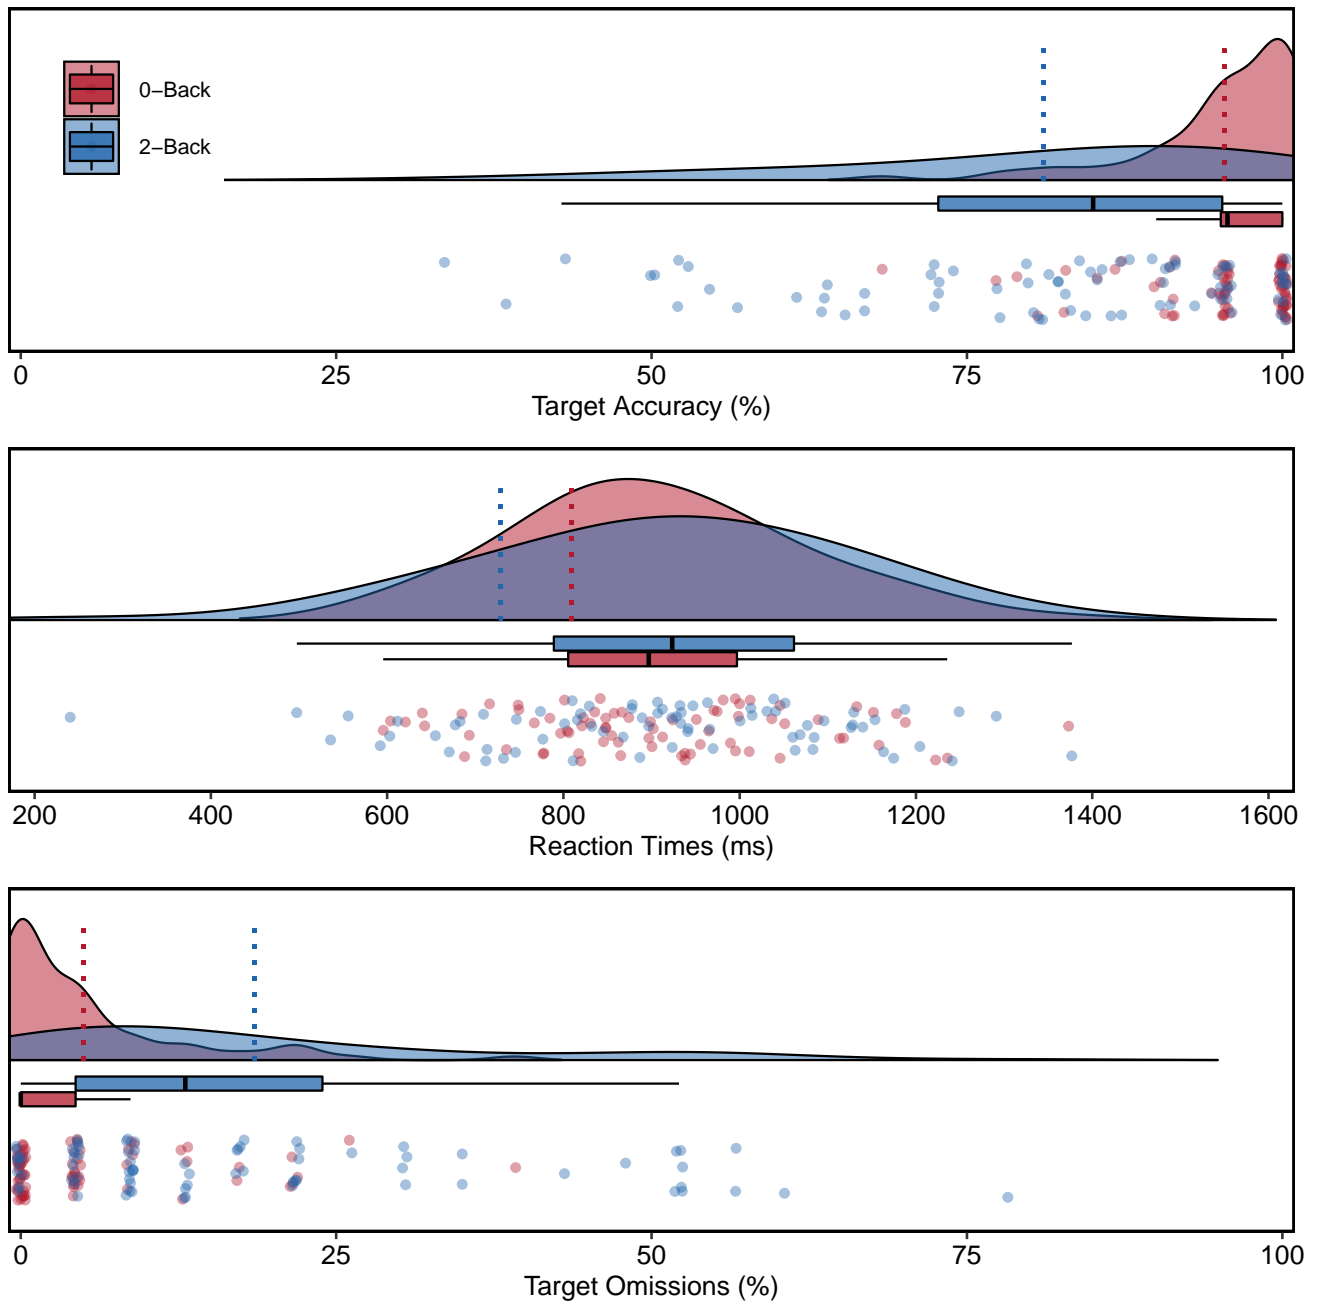 0−Back
2−Back
0 25 50 75 100
Target Accuracy (%)
200 400 600 800 1000 1200 1400 1600
Reaction Times (ms)
0 25 50 75 100
Target Omissions (%)